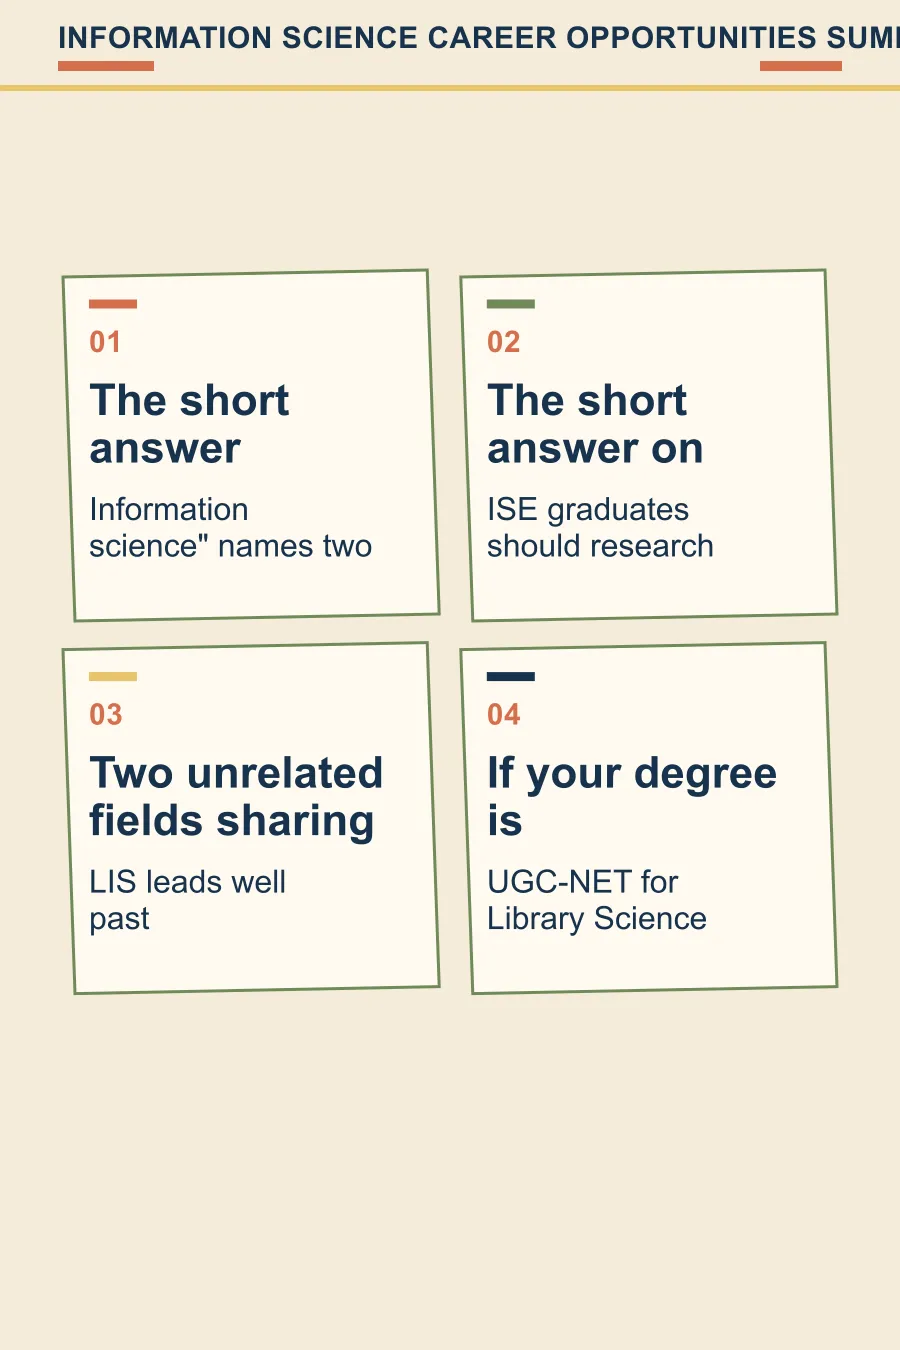 INFORMATION SCIENCE CAREER OPPORTUNITIES
01
The short
answer
Information
science" names two
02
The short
answer on
ISE graduates
should research
03
Two unrelated
fields sharing
LIS leads well
past
04
If your degree
is
UGC-NET for
Library Science